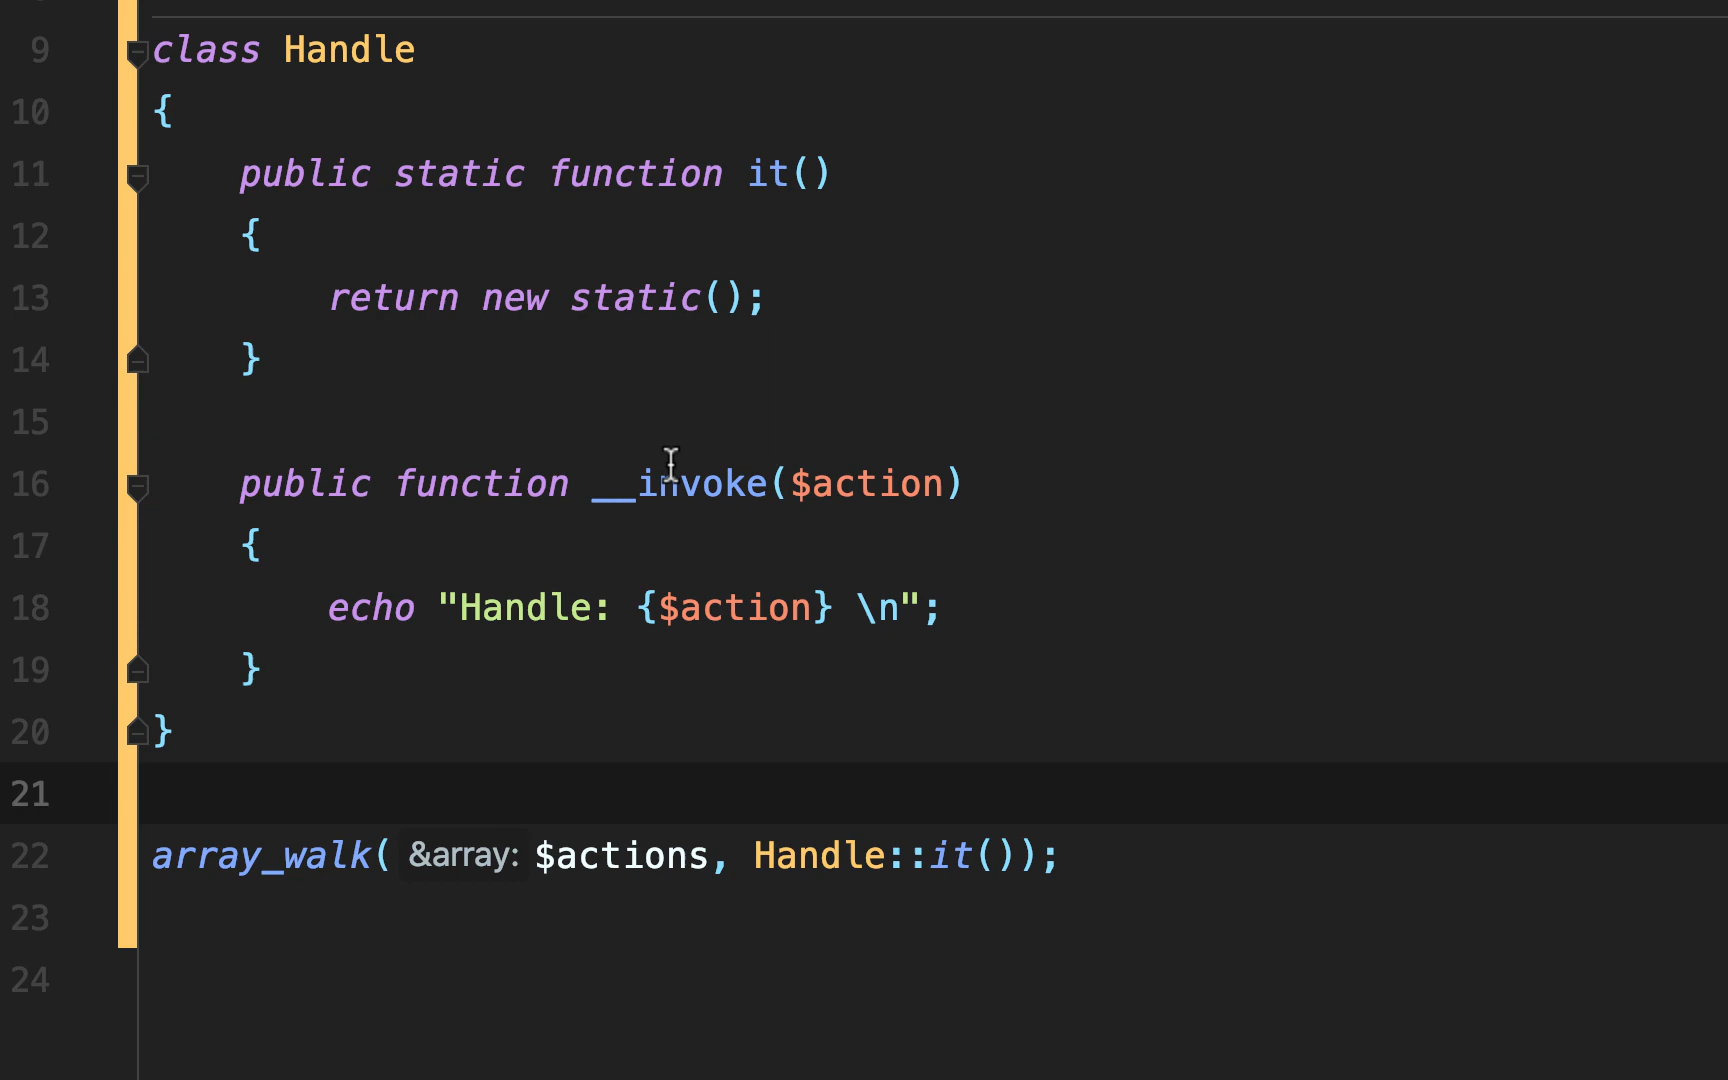 9 class Handle
10 {
11     public static function it()
12     {
13         return new static();
14     }
15
16     public function __invoke($action)
17     {
18         echo "Handle: {$action} \n";
19     }
20 }
21
22 array_walk( &array: $actions, Handle::it());
23
24